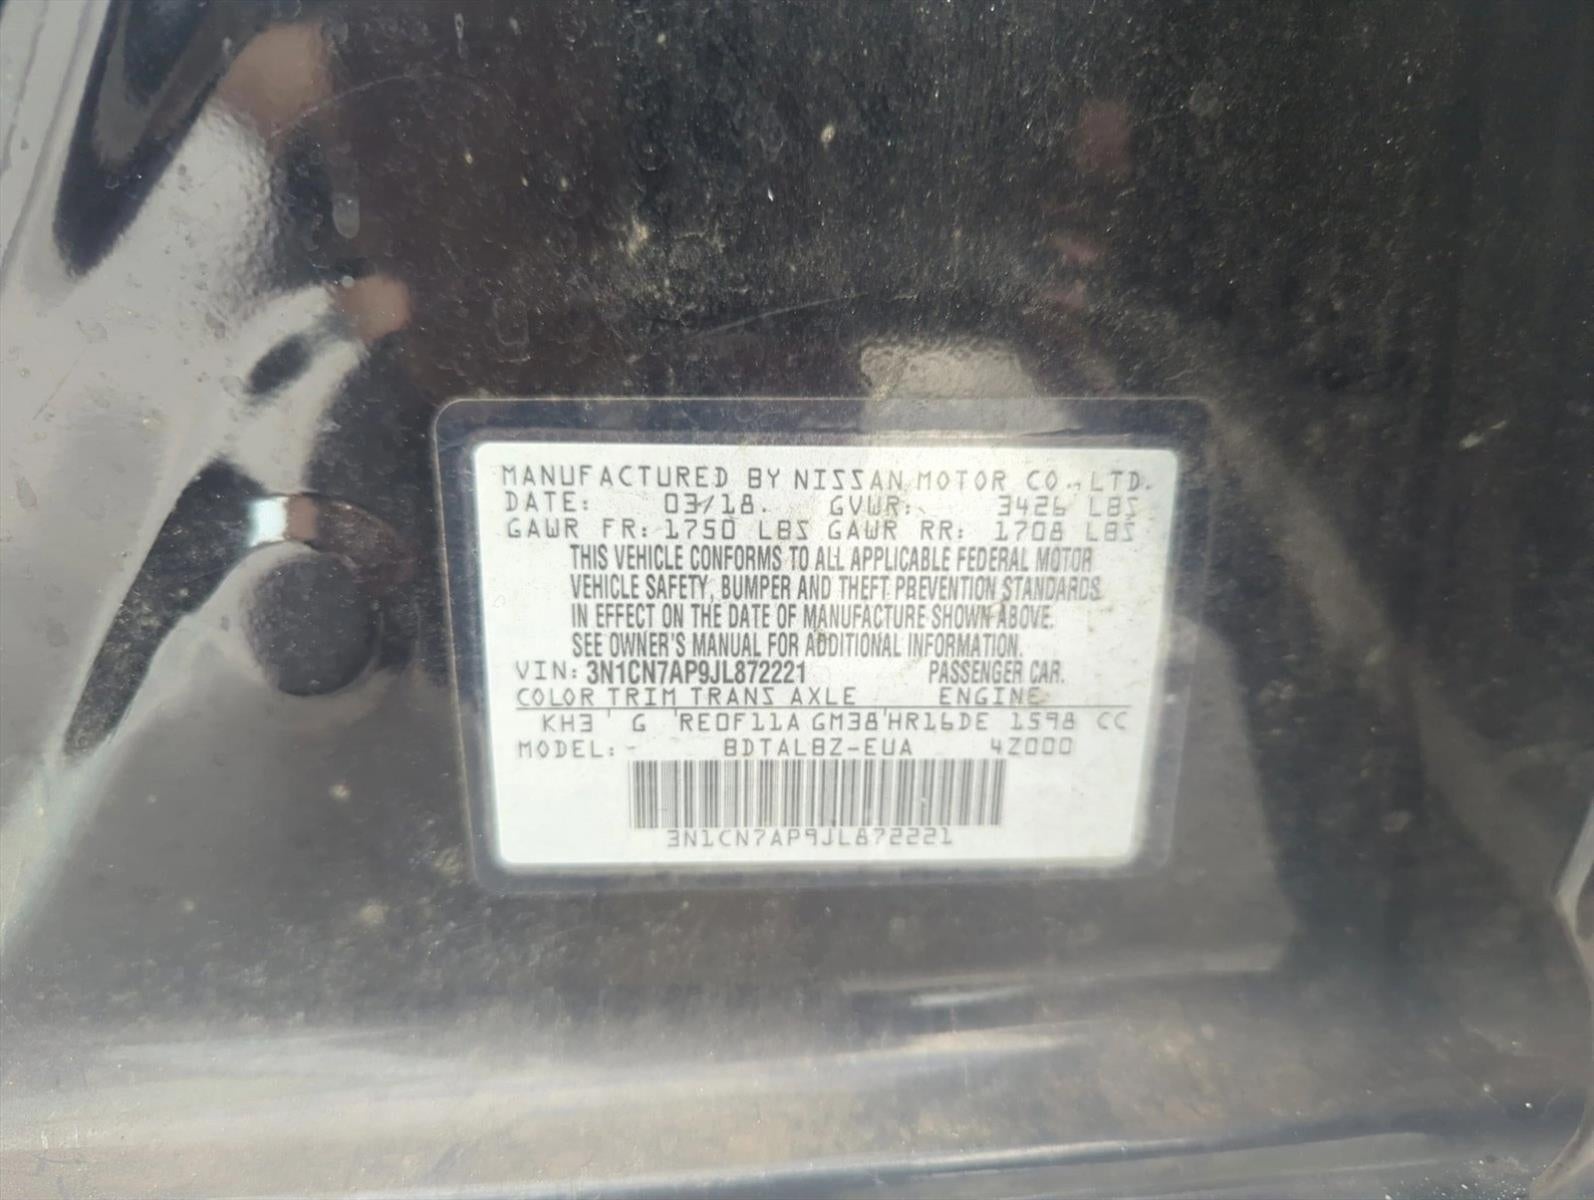 MANUFACTURED BY NISSAN MOTOR CO.,LTD.
DATE: 03/18. GVWR: 3426 LBS
GAWR FR: 1750 LBS GAWR RR: 1708 LBS
THIS VEHICLE CONFORMS TO ALL APPLICABLE FEDERAL MOTOR
VEHICLE SAFETY, BUMPER AND THEFT PREVENTION STANDARDS
IN EFFECT ON THE DATE OF MANUFACTURE SHOWN ABOVE.
SEE OWNER'S MANUAL FOR ADDITIONAL INFORMATION.
VIN: 3N1CN7AP9JL872221 PASSENGER CAR.
COLOR TRIM TRANS AXLE ENGINE
KH3 ' G 'RE0F11A GM38'HR16DE 1598 CC
MODEL:- BDTALBZ-EUA 4Z000
3N1CN7AP9JL872221